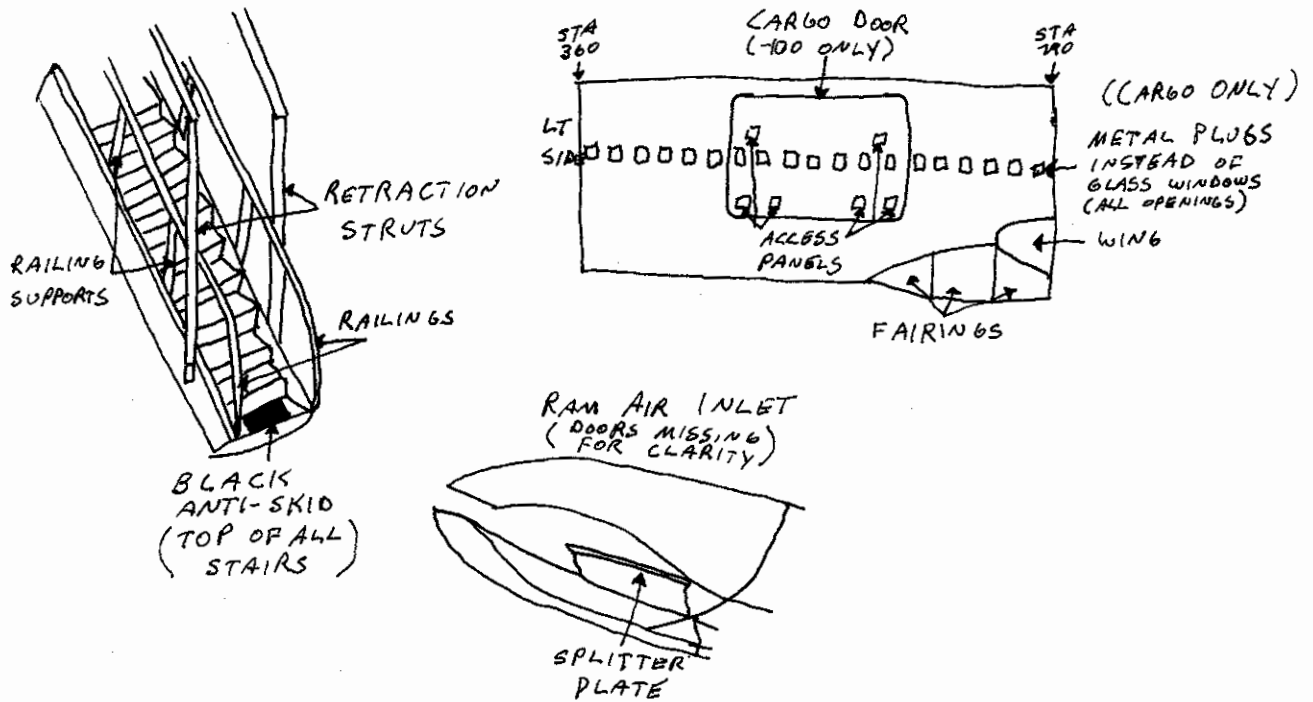 RETRACTION
STRUTS
RAILING
SUPPORTS
RAILINGS
BLACK
ANTI-SKID
(TOP OF ALL
STAIRS)
STA
360
CARGO DOOR
(-100 ONLY)
STA
(CARGO ONLY)
LT
SIDE
METAL PLUGS
INSTEAD OF
GLASS WINDOWS
(ALL OPENINGS)
ACCESS
PANELS
WING
FAIRINGS
RAM AIR INLET
(DOORS MISSING
FOR CLARITY)
SPLITTER
PLATE